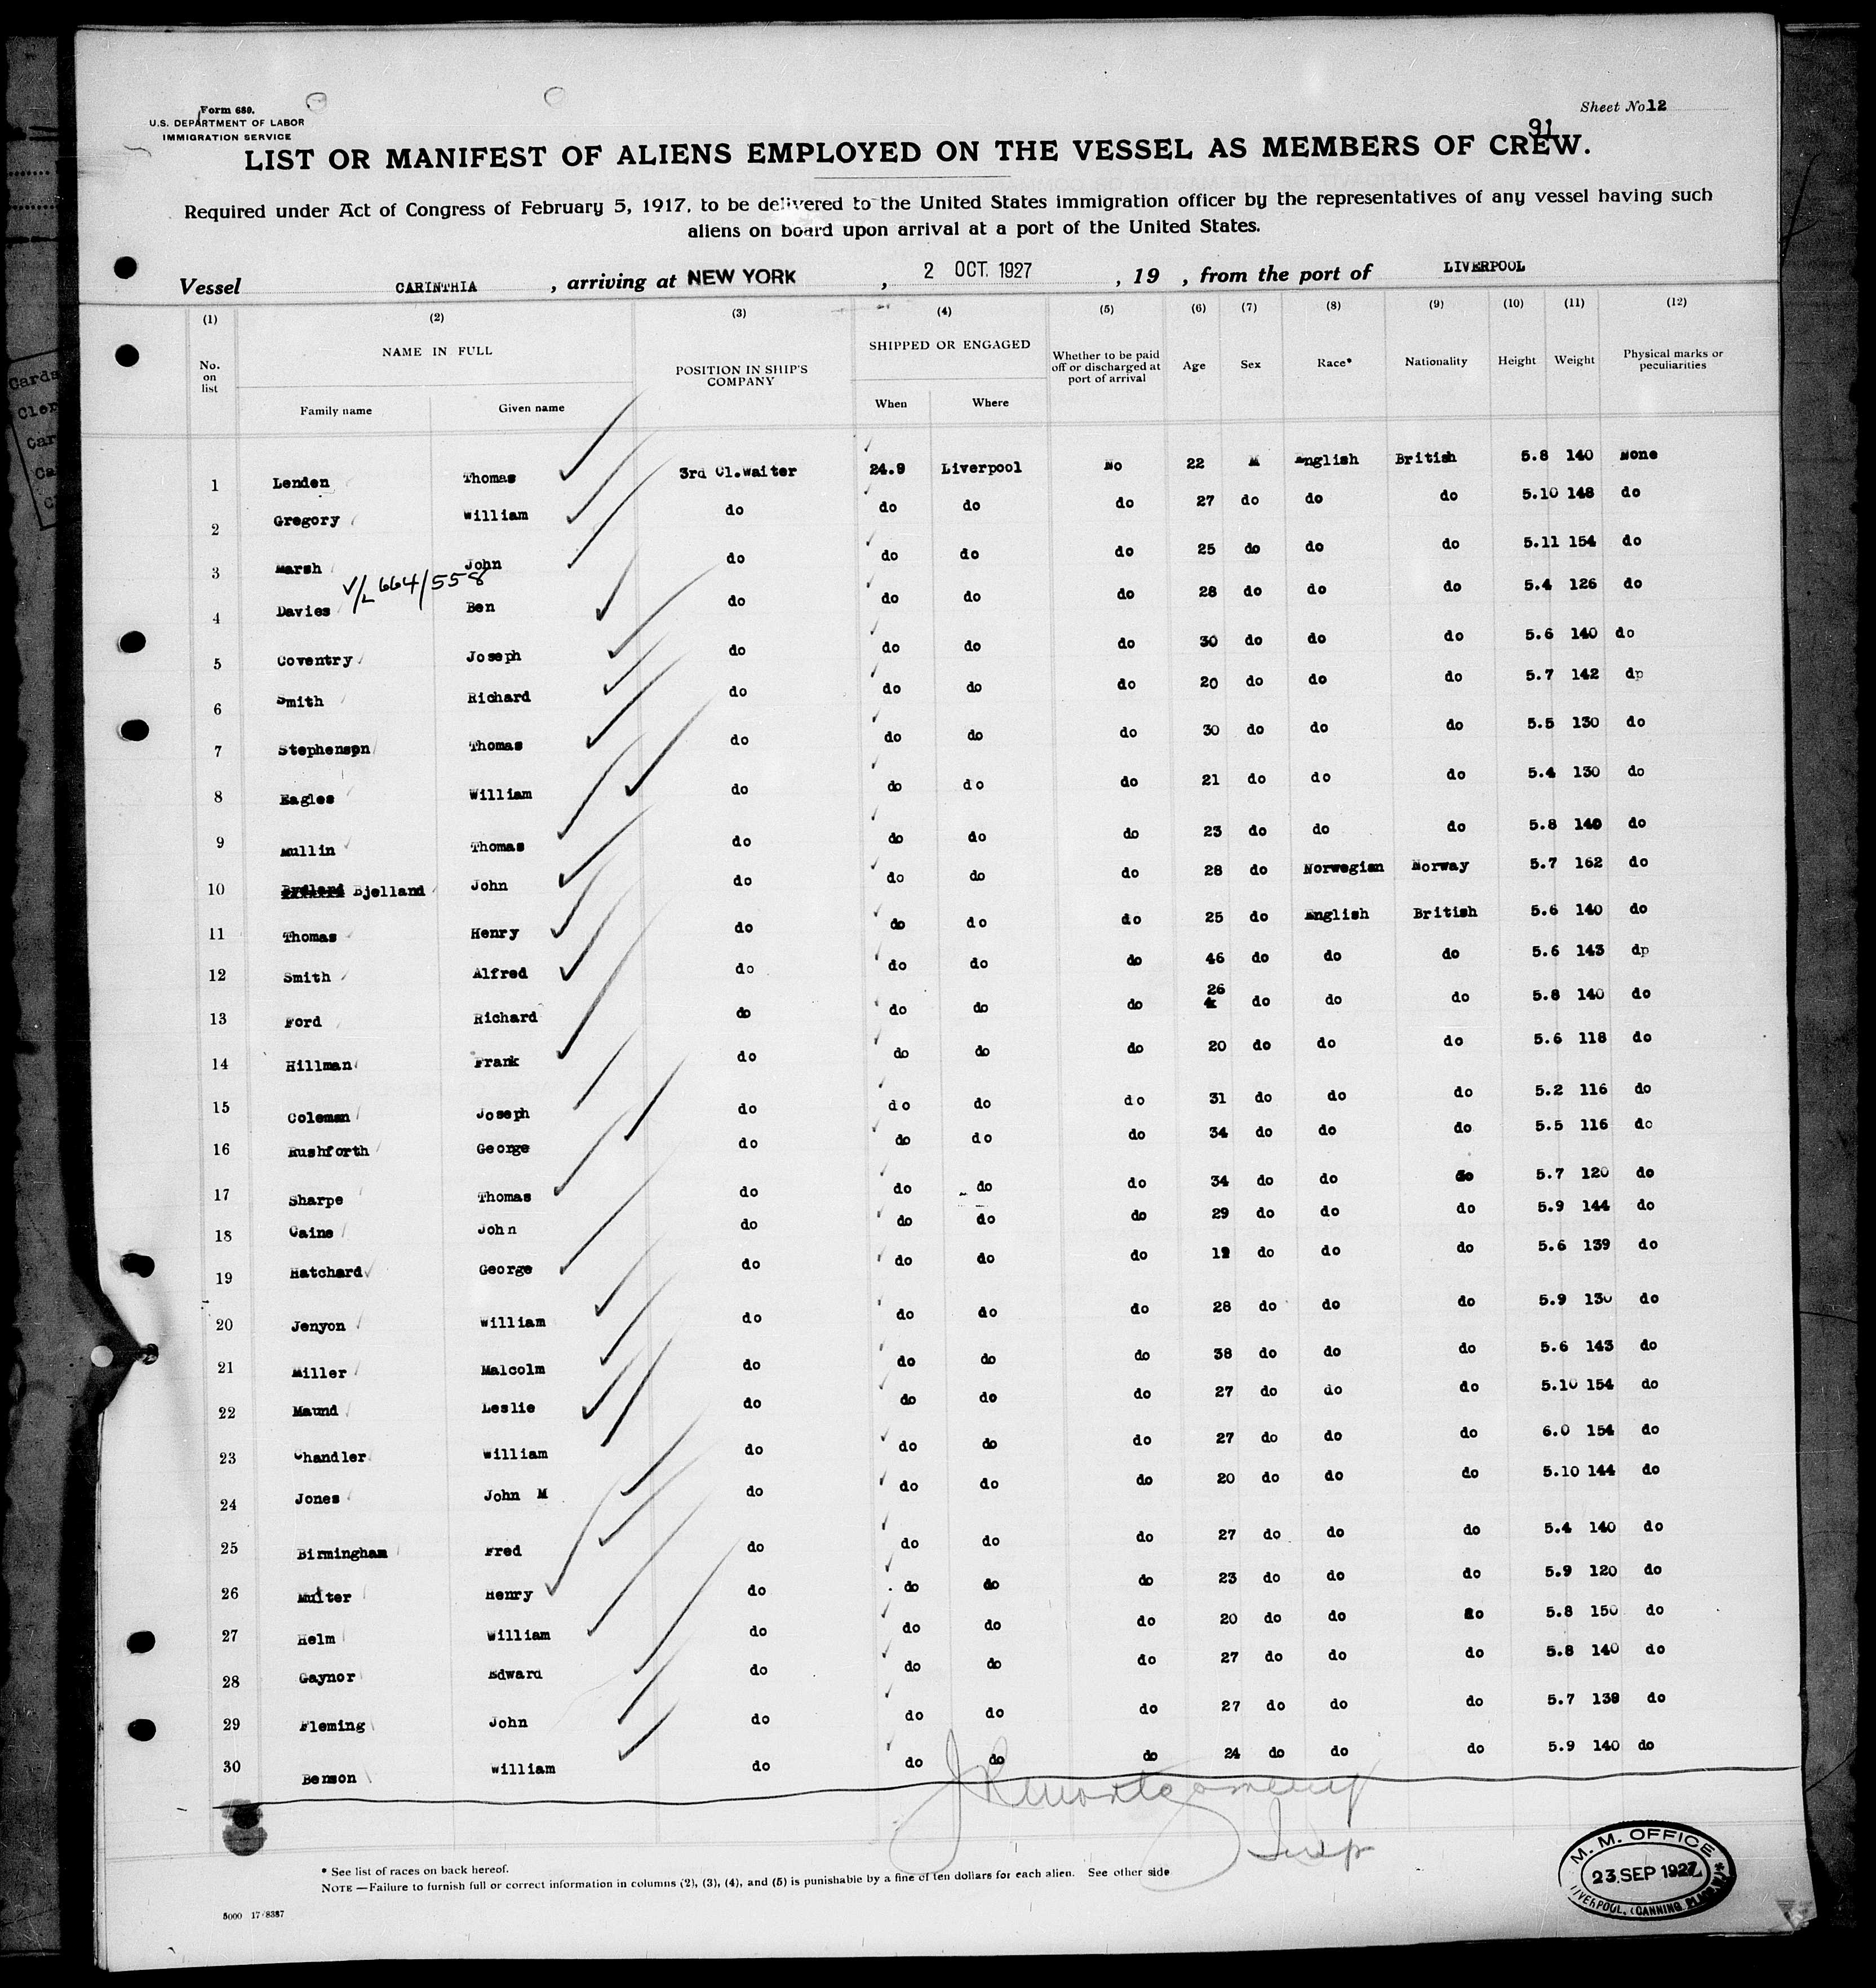 Form 689.
U.S. DEPARTMENT OF LABOR
IMMIGRATION SERVICE
Sheet No. 12
91
LIST OR MANIFEST OF ALIENS EMPLOYED ON THE VESSEL AS MEMBERS OF CREW.
Required under Act of Congress of February 5, 1917, to be delivered to the United States immigration officer by the representatives of any vessel having such
aliens on board upon arrival at a port of the United States.
Vessel CARINTHIA, arriving at NEW YORK, 2 OCT. 1927, 19 , from the port of LIVERPOOL
(1) (2) (3) (4) (5) (6) (7) (8) (9) (10) (11) (12)
No. on list NAME IN FULL POSITION IN SHIP'S COMPANY SHIPPED OR ENGAGED Whether to be paid off or discharged at port of arrival Age Sex Race* Nationality Height Weight Physical marks or peculiarities
Family name Given name When Where
1 Lenden Thomas 3rd Cl.waiter 24.9 Liverpool No 22 M English British 5.8 140 None
2 Gregory William do do do do 27 do do do 5.10 148 do
3 Marsh John do do do do 25 do do do 5.11 154 do
V/L 664/558
4 Davies Ben do do do do 28 do do do 5.4 126 do
5 Coventry Joseph do do do do 30 do do do 5.6 140 do
6 Smith Richard do do do do 20 do do do 5.7 142 dp
7 Stephenson Thomas do do do do 30 do do do 5.5 130 do
8 Eagles William do do do do 21 do do do 5.4 130 do
9 Mullin Thomas do do do do 23 do do do 5.8 140 do
10 Bjelland John do do do do 28 do Norwegian Norway 5.7 162 do
11 Thomas Henry do do do do 25 do English British 5.6 140 do
12 Smith Alfred do do do do 46 do do do 5.6 143 dp
13 Ford Richard do do do do 26 do do do 5.8 140 do
14 Hillman Frank do do do do 20 do do do 5.6 118 do
15 Coleman Joseph do do do do 31 do do do 5.2 116 do
16 Rushforth George do do do do 34 do do do 5.5 116 do
17 Sharpe Thomas do do do do 34 do do do 5.7 120 do
18 Caine John do do do do 29 do do do 5.9 144 do
19 Hatchard George do do do do do do do 5.6 139 do
20 Jenyon William do do do do 28 do do do 5.9 130 do
21 Miller Malcolm do do do do 38 do do do 5.6 143 do
22 Maund Leslie do do do do 27 do do do 5.10 154 do
23 Chandler William do do do do 27 do do do 6.0 154 do
24 Jones John M do do do do 20 do do do 5.10 144 do
25 Birmingham Fred do do do do 27 do do do 5.4 140 do
26 Henry do do do do 23 do do do 5.9 120 do
27 Helm William do do do do 20 do do do 5.8 150 do
28 Gaynor Edward do do do do 27 do do do 5.8 140 do
29 Fleming John do do do do 27 do do do 5.7 138 do
30 Benson William do do do do 24 do do do 5.9 140 do
J R Montgomery
Insp
* See list of races on back hereof.
NOTE —Failure to furnish full or correct information in columns (2), (3), (4), and (5) is punishable by a fine of ten dollars for each alien. See other side
5000 17/8387
M. M. OFFICE
23 SEP 1927
LIVERPOOL, (CANNING PLACE)